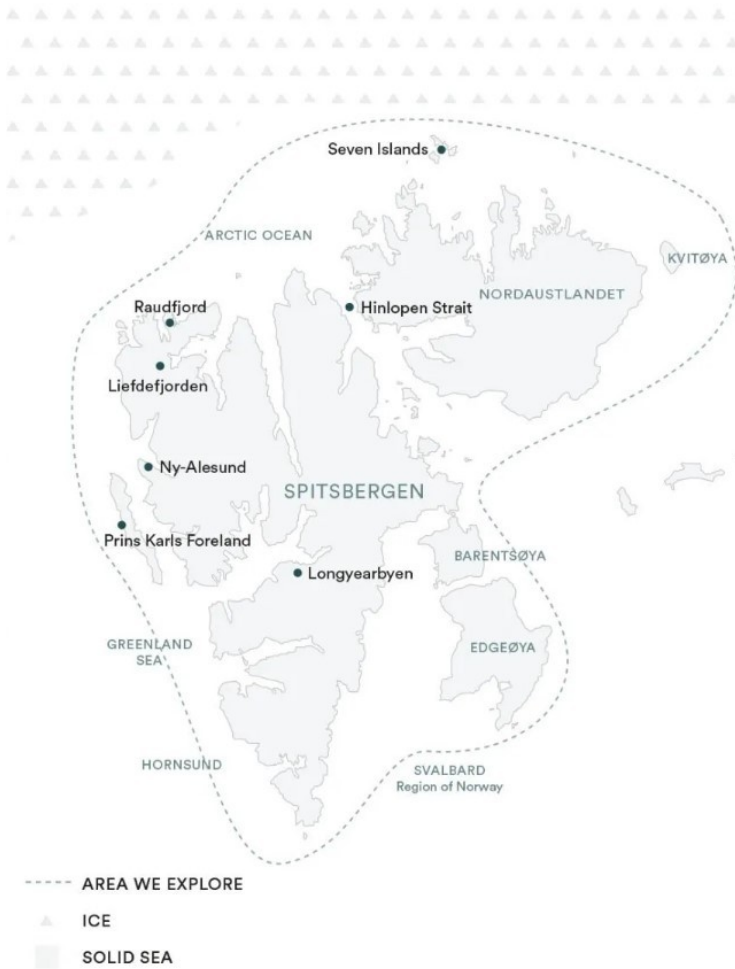 Seven Islands
ARCTIC OCEAN
KVITØYA
NORDAUSTLANDET
Raudfjord
Hinlopen Strait
Liefdefjorden
Ny-Alesund
SPITSBERGEN
Prins Karls Foreland
BARENTSØYA
Longyearbyen
GREENLAND
SEA
EDGEØYA
HORNSUND
SVALBARD
Region of Norway
AREA WE EXPLORE
ICE
SOLID SEA